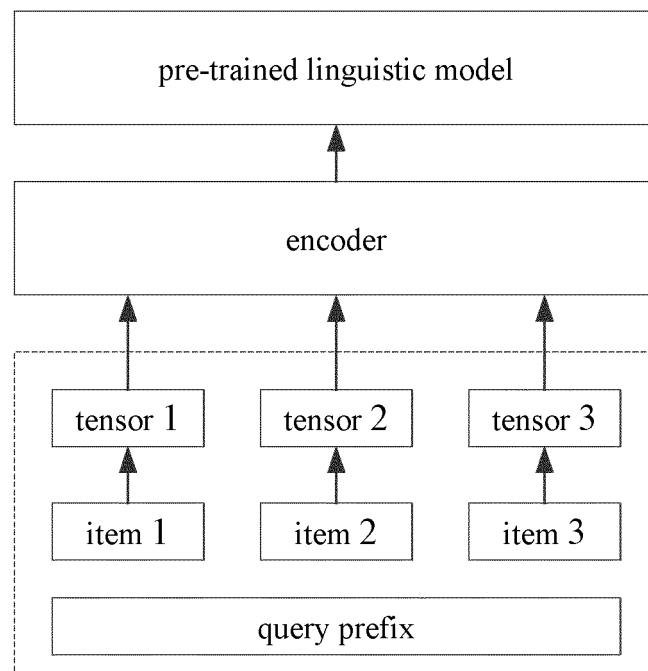 pre-trained linguistic model
encoder
tensor 1 tensor 2 tensor 3
item 1 item 2 item 3
query prefix